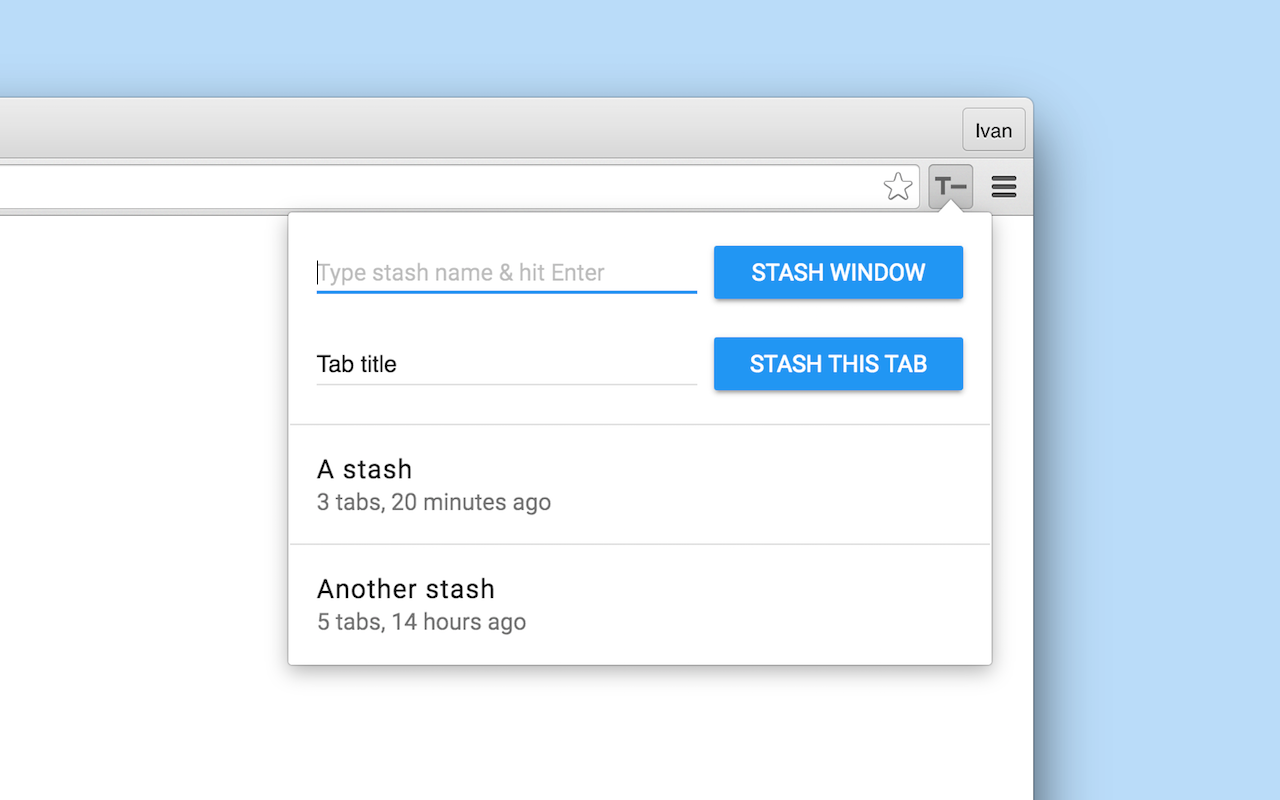 Ivan
T–
Type stash name & hit Enter
STASH WINDOW
Tab title
STASH THIS TAB
A stash
3 tabs, 20 minutes ago
Another stash
5 tabs, 14 hours ago